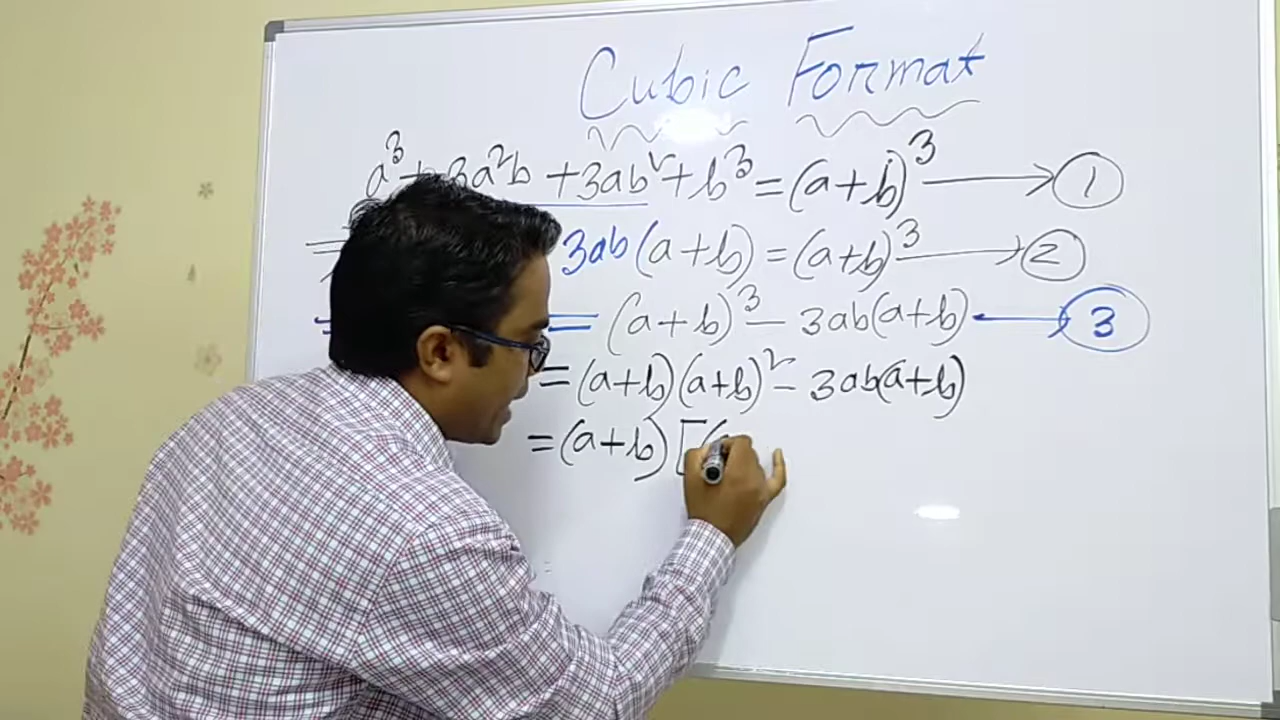 Cubic Format
a³ + 3a²b + 3ab² + b³ = (a+b)³ → 1
3ab(a+b) = (a+b)³ → 2
= (a+b)³ - 3ab(a+b) ← 3
= (a+b)(a+b)² - 3ab(a+b)
= (a+b)[(